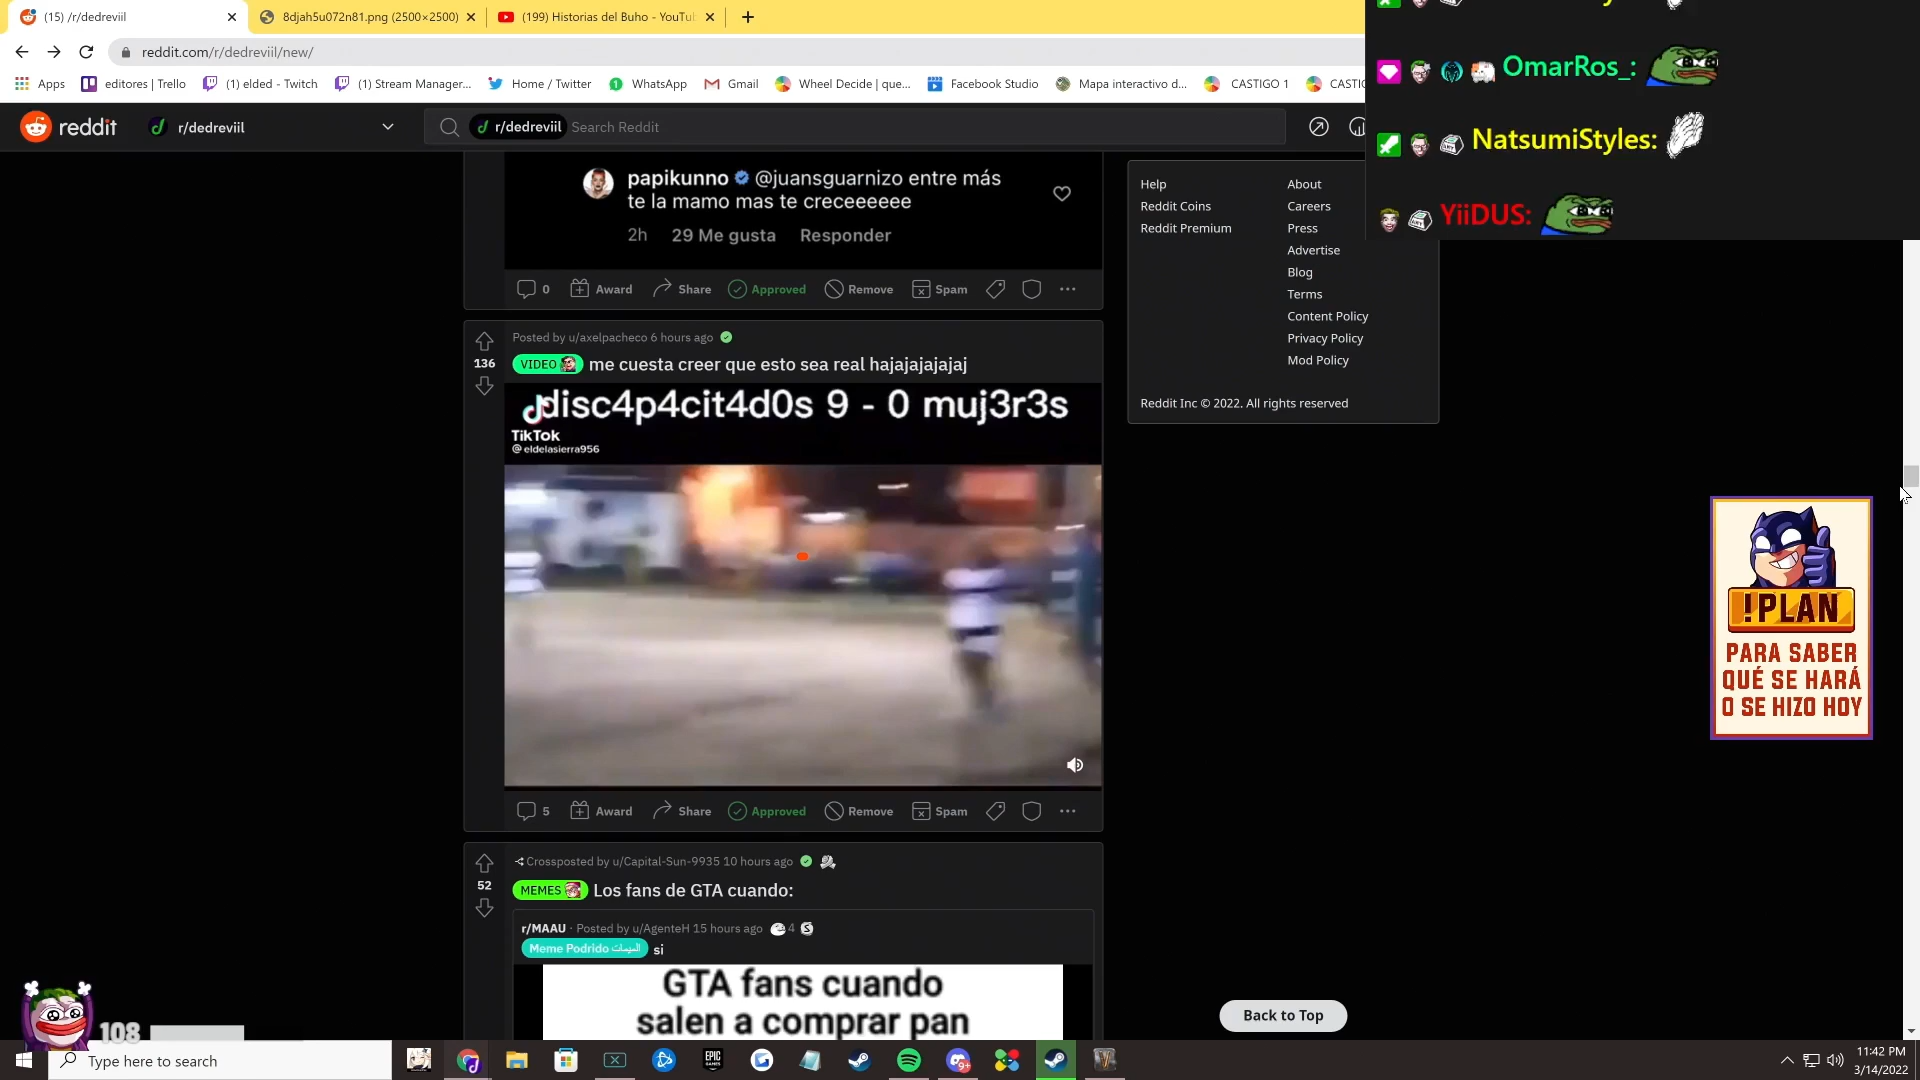 (15) /r/dedreviil
8djah5u072n81.png (2500×2500)
(199) Historias del Buho - YouTu
reddit.com/r/dedreviil/new/
Apps
editores | Trello
(1) elded - Twitch
(1) Stream Manager...
Home / Twitter
WhatsApp
Gmail
Wheel Decide | que...
Facebook Studio
Mapa interactivo d...
CASTIGO 1
OmarRos_:
NatsumiStyles:
YiiDUS:
reddit
r/dedreviil
r/dedreviil
Search Reddit
papikunno @juansguarnizo entre más
te la mamo mas te creceeeeee
2h 29 Me gusta Responder
0 Award Share Approved Remove Spam
Help
Reddit Coins
Reddit Premium
About
Careers
Press
Advertise
Blog
Terms
Content Policy
Privacy Policy
Mod Policy
Reddit Inc © 2022. All rights reserved
136
Posted by u/axelpacheco 6 hours ago
VIDEO me cuesta creer que esto sea real hajajajajajaj
disc4p4cit4d0s 9 - 0 muj3r3s
TikTok
@eldelasierra956
5 Award Share Approved Remove Spam
52
Crossposted by u/Capital-Sun-9935 10 hours ago
MEMES Los fans de GTA cuando:
r/MAAU · Posted by u/AgenteH 15 hours ago 4
Meme Podrido الميمات si
GTA fans cuando
salen a comprar pan
!PLAN
PARA SABER
QUÉ SE HARÁ
O SE HIZO HOY
Back to Top
108
Type here to search
EPIC
GAMES
9+
11:42 PM
3/14/2022